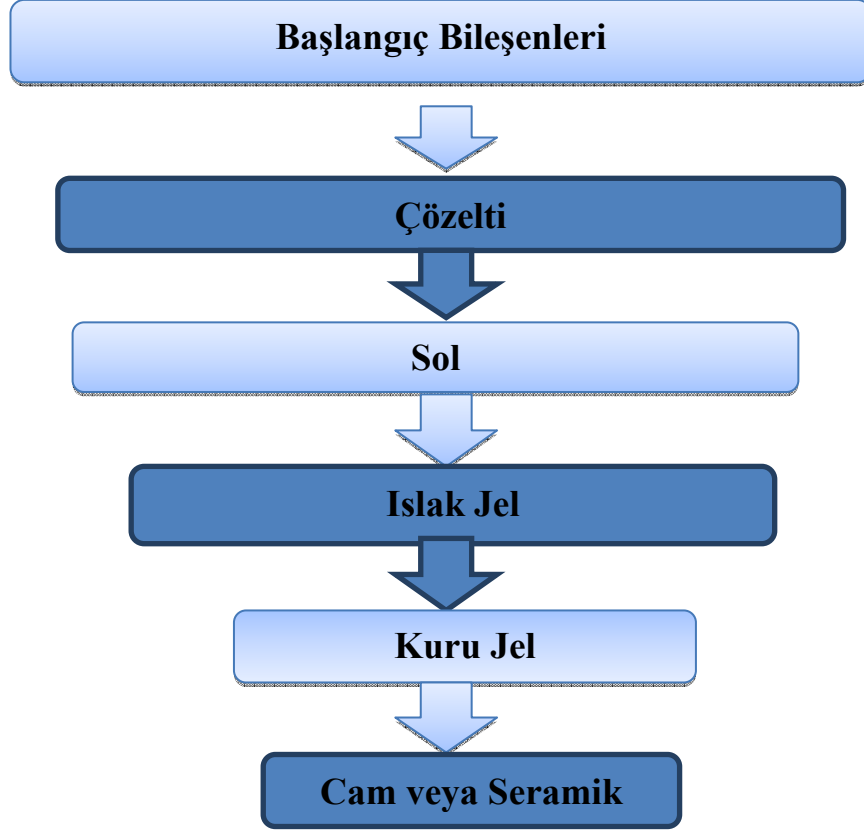 Başlangıç Bileşenleri
Çözelti
Sol
Islak Jel
Kuru Jel
Cam veya Seramik